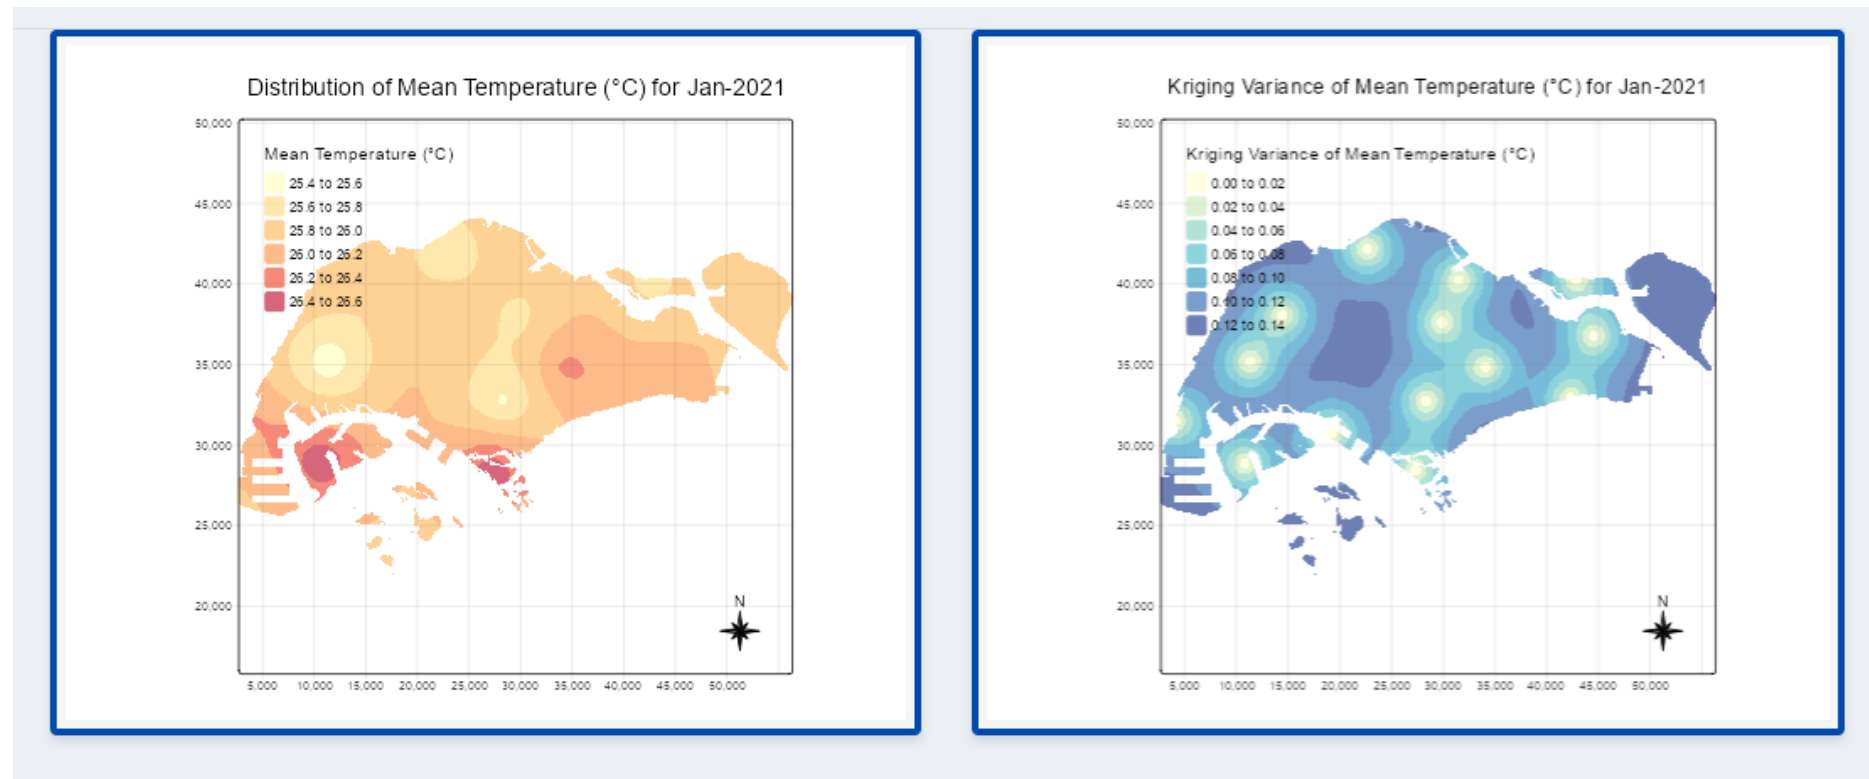 Distribution of Mean Temperature (°C) for Jan-2021
50,000
45,000
40,000
35,000
30,000
25,000
20,000
Mean Temperature (°C)
25.4 to 25.6
25.6 to 25.8
25.8 to 26.0
26.0 to 26.2
26.2 to 26.4
26.4 to 26.6
N
5,000 10,000 15,000 20,000 25,000 30,000 35,000 40,000 45,000 50,000
Kriging Variance of Mean Temperature (°C) for Jan-2021
50,000
45,000
40,000
35,000
30,000
25,000
20,000
Kriging Variance of Mean Temperature (°C)
0.00 to 0.02
0.02 to 0.04
0.04 to 0.06
0.06 to 0.08
0.08 to 0.10
0.10 to 0.12
0.12 to 0.14
N
5,000 10,000 15,000 20,000 25,000 30,000 35,000 40,000 45,000 50,000